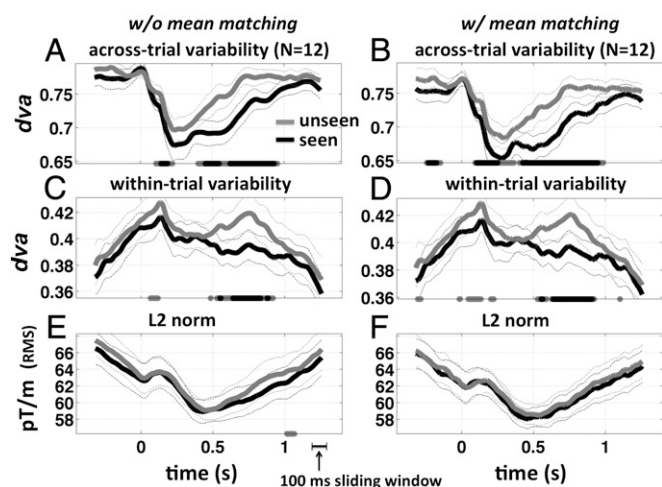 w/o mean matching
A across-trial variability (N=12)
dva
0.75
0.7
0.65
unseen
seen
C within-trial variability
dva
0.42
0.4
0.38
0.36
E L2 norm
pT/m (RMS)
66
64
62
60
58
0 0.5 1
time (s)
100 ms sliding window
w/ mean matching
B across-trial variability (N=12)
dva
0.75
0.7
0.65
unseen
seen
D within-trial variability
dva
0.42
0.4
0.38
0.36
F L2 norm
66
64
62
60
58
0 0.5 1
time (s)